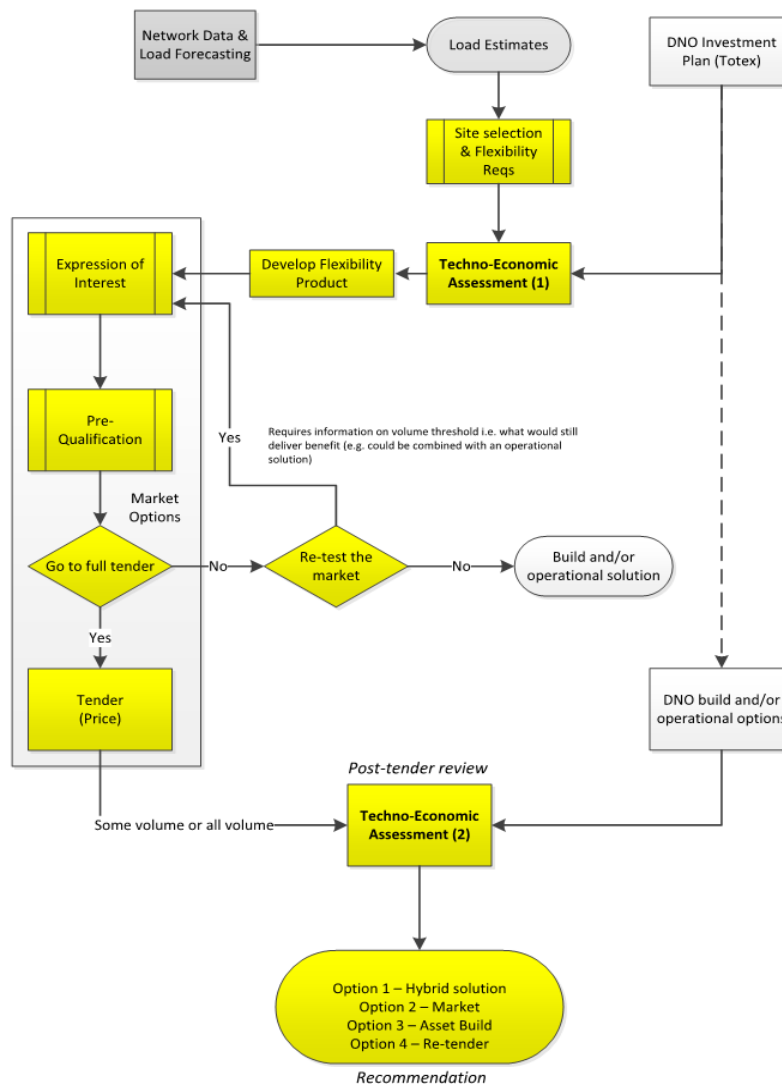 Network Data &
Load Forecasting
Load Estimates
DNO Investment
Plan (Totex)
Site selection
& Flexibility
Reqs
Expression of
Interest
Develop Flexibility
Product
Techno-Economic
Assessment (1)
Pre-
Qualification
Yes
Requires information on volume threshold i.e. what would still
deliver benefit (e.g. could be combined with an operational
solution)
Market
Options
Go to full tender
No
Re-test the
market
No
Build and/or
operational solution
Yes
Tender
(Price)
DNO build and/or
operational options
Post-tender review
Some volume or all volume
Techno-Economic
Assessment (2)
Option 1 – Hybrid solution
Option 2 – Market
Option 3 – Asset Build
Option 4 – Re-tender
Recommendation